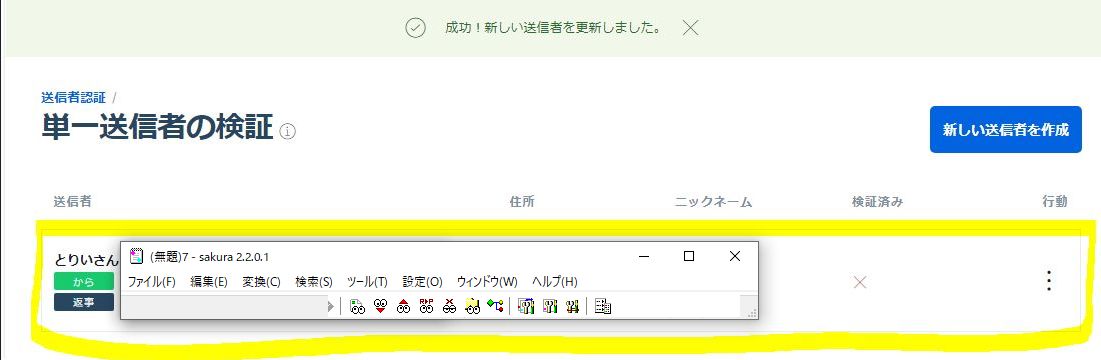 成功！新しい送信者を更新しました。
送信者認証 /
単一送信者の検証
新しい送信者を作成
送信者 住所 ニックネーム 検証済み 行動
とりいさん
から
返事
(無題)7 - sakura 2.2.0.1
ファイル(F) 編集(E) 変換(C) 検索(S) ツール(T) 設定(O) ウィンドウ(W) ヘルプ(H)